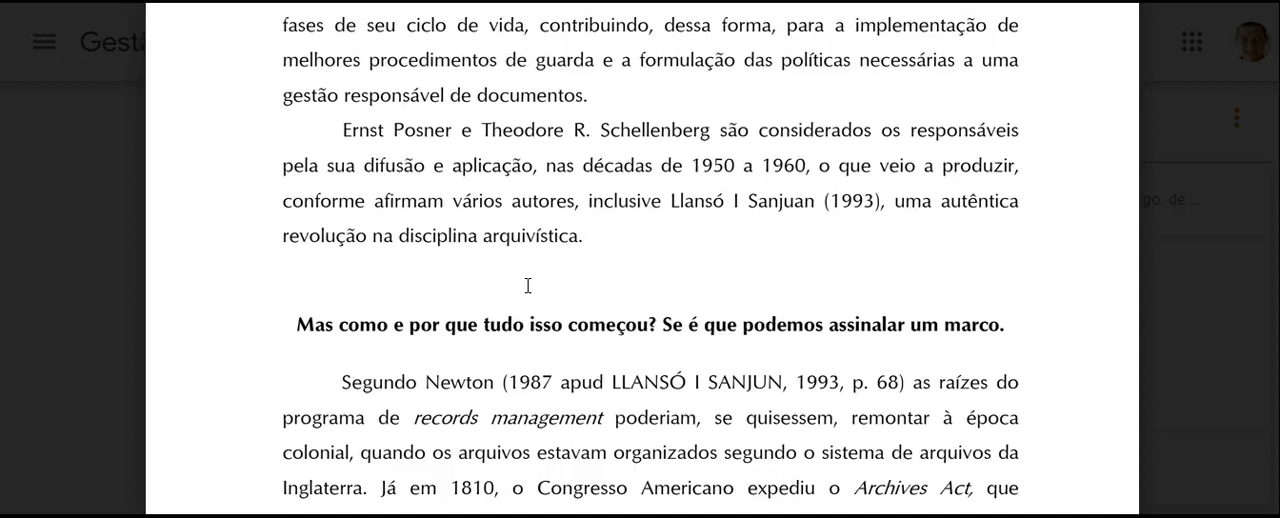 Gestã
fases de seu ciclo de vida, contribuindo, dessa forma, para a implementação de
melhores procedimentos de guarda e a formulação das políticas necessárias a uma
gestão responsável de documentos.
Ernst Posner e Theodore R. Schellenberg são considerados os responsáveis
pela sua difusão e aplicação, nas décadas de 1950 a 1960, o que veio a produzir,
conforme afirmam vários autores, inclusive Llansó I Sanjuan (1993), uma autêntica
go. de ...
revolução na disciplina arquivística.
Mas como e por que tudo isso começou? Se é que podemos assinalar um marco.
Segundo Newton (1987 apud LLANSÓ I SANJUN, 1993, p. 68) as raízes do
programa de records management poderiam, se quisessem, remontar à época
colonial, quando os arquivos estavam organizados segundo o sistema de arquivos da
Inglaterra. Já em 1810, o Congresso Americano expediu o Archives Act, que